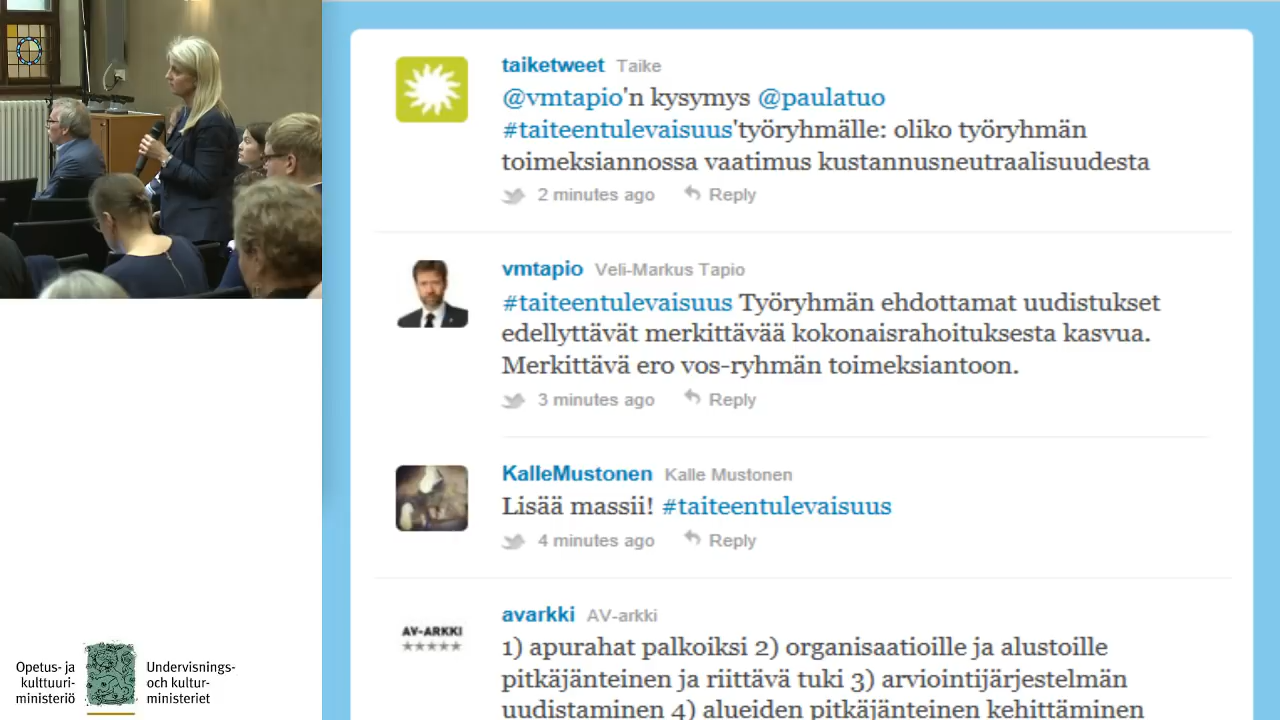 taiketweet Taike
@vmtapio'n kysymys @paulatuo
#taiteentulevaisuus'työryhmälle: oliko työryhmän
toimeksiannossa vaatimus kustannusneutraalisuudesta
2 minutes ago Reply
vmtapio Veli-Markus Tapio
#taiteentulevaisuus Työryhmän ehdottamat uudistukset
edellyttävät merkittävää kokonaisrahoituksesta kasvua.
Merkittävä ero vos-ryhmän toimeksiantoon.
3 minutes ago Reply
KalleMustonen Kalle Mustonen
Lisää massii! #taiteentulevaisuus
4 minutes ago Reply
AV-ARKKI
avarkki AV-arkki
1) apurahat palkoiksi 2) organisaatioille ja alustoille
pitkäjänteinen ja riittävä tuki 3) arviointijärjestelmän
uudistaminen 4) alueiden pitkäjänteinen kehittäminen
Opetus- ja
kulttuuri-
ministeriö
Undervisnings-
och kultur-
ministeriet